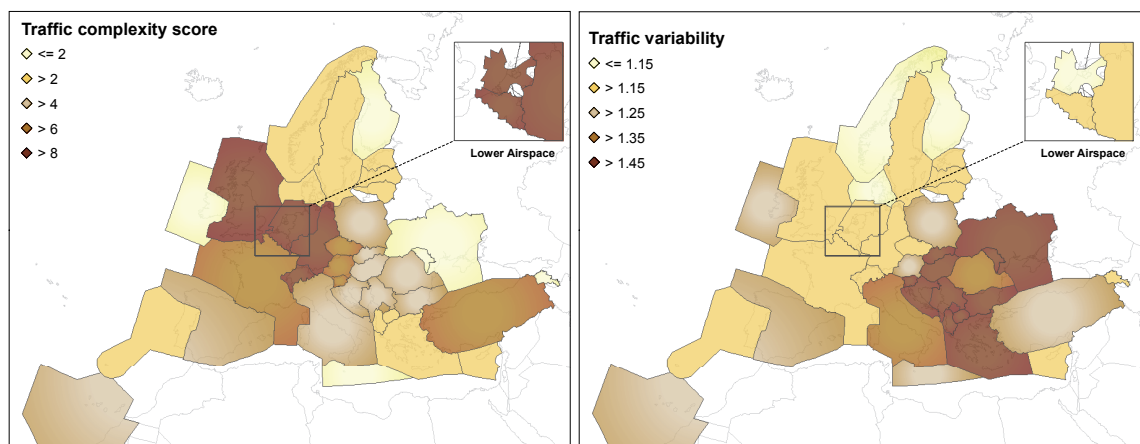 Traffic complexity score
<= 2
> 2
> 4
> 6
> 8
Lower Airspace
Traffic variability
<= 1.15
> 1.15
> 1.25
> 1.35
> 1.45
Lower Airspace